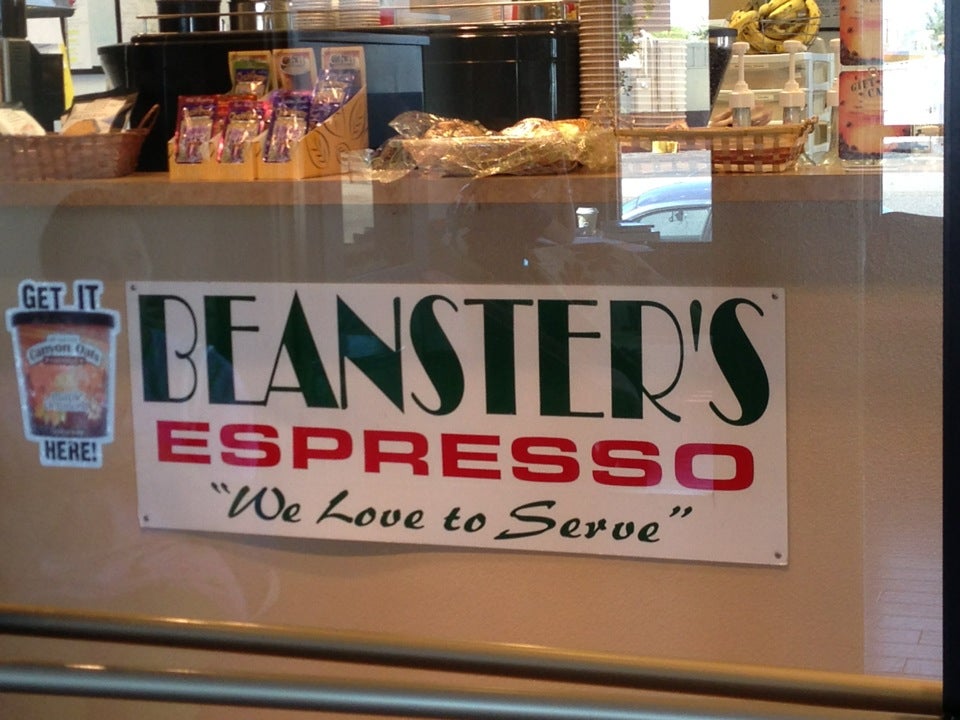 GET IT
Canyon Oats
HERE!
BEANSTER'S
ESPRESSO
"We Love to Serve"